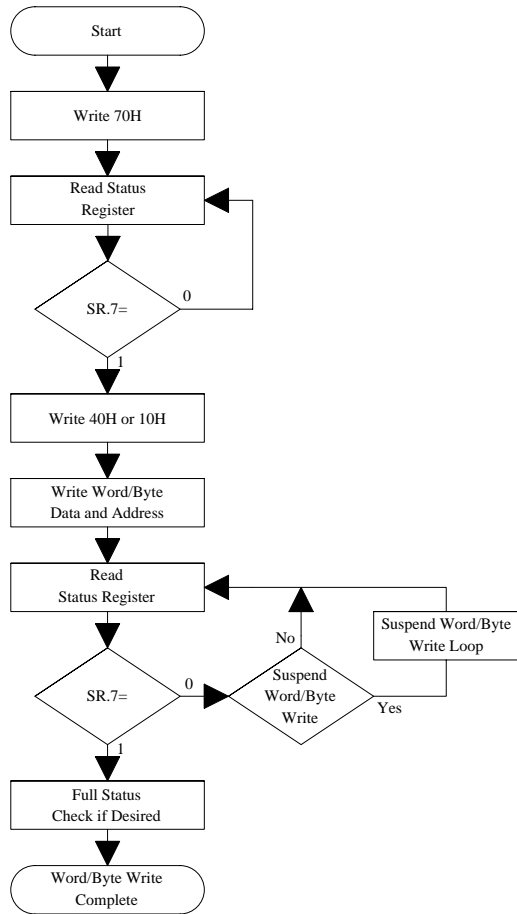 Start
Write 70H
Read Status
Register
SR.7=
0
1
Write 40H or 10H
Write Word/Byte
Data and Address
Read
Status Register
SR.7=
0
1
No
Suspend
Word/Byte
Write
Yes
Suspend Word/Byte
Write Loop
Full Status
Check if Desired
Word/Byte Write
Complete